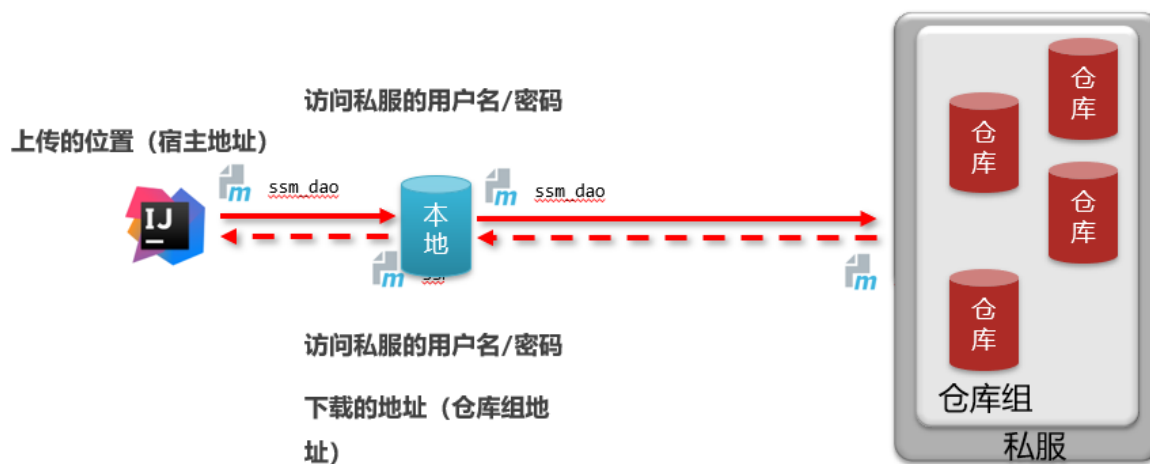 访问私服的用户名/密码
上传的位置（宿主地址）
m
ssm_dao
m
ssm_dao
IJ
本
地
m
m
访问私服的用户名/密码
下载的地址（仓库组地
址）
仓
库
仓
库
仓
库
仓
库
仓库组
私服